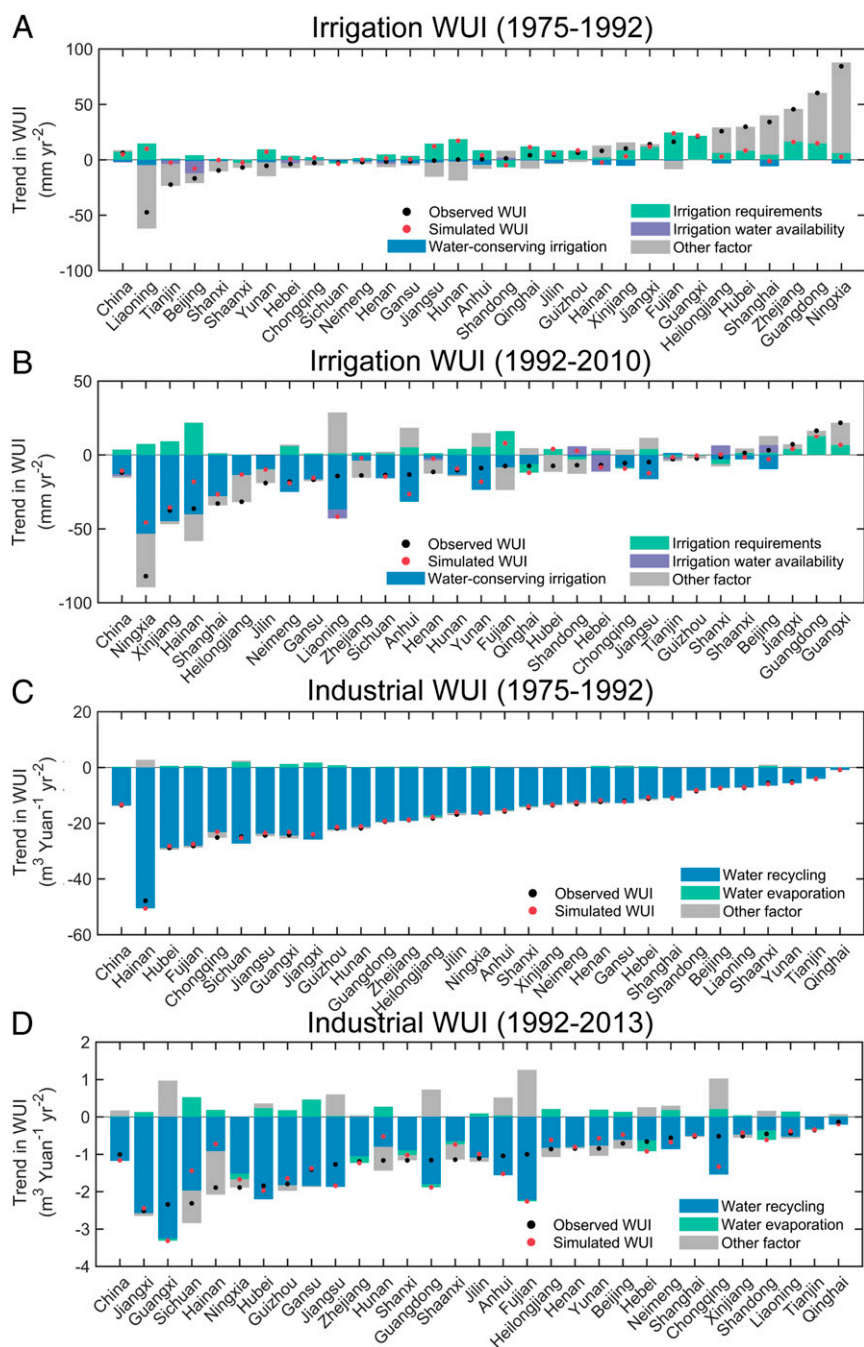 A
Irrigation WUI (1975-1992)
100
50
0
-50
-100
Trend in WUI
(mm yr-2)
Observed WUI
Simulated WUI
Water-conserving irrigation
Irrigation requirements
Irrigation water availability
Other factor
China
Liaoning
Tianjin
Beijing
Shanxi
Shaanxi
Yunan
Hebei
Chongqing
Sichuan
Neimeng
Henan
Gansu
Jiangsu
Hunan
Anhui
Shandong
Qinghai
Jilin
Guizhou
Hainan
Xinjiang
Jiangxi
Fujian
Guangxi
Heilongjiang
Hubei
Shanghai
Zhejiang
Guangdong
Ningxia
B
Irrigation WUI (1992-2010)
50
0
-50
-100
Trend in WUI
(mm yr-2)
Observed WUI
Simulated WUI
Water-conserving irrigation
Irrigation requirements
Irrigation water availability
Other factor
China
Ningxia
Xinjiang
Hainan
Shanghai
Heilongjiang
Jilin
Neimeng
Gansu
Liaoning
Zhejiang
Sichuan
Anhui
Henan
Hunan
Yunan
Fujian
Qinghai
Hubei
Shandong
Hebei
Chongqing
Jiangsu
Tianjin
Guizhou
Shanxi
Shaanxi
Beijing
Jiangxi
Guangdong
Guangxi
C
Industrial WUI (1975-1992)
20
0
-20
-40
-60
Trend in WUI
(m3 Yuan-1 yr-2)
Observed WUI
Simulated WUI
Water recycling
Water evaporation
Other factor
China
Hainan
Hubei
Fujian
Chongqing
Sichuan
Jiangsu
Guangxi
Jiangxi
Guizhou
Hunan
Guangdong
Zhejang
Heilongjiang
Jilin
Ningxia
Anhui
Shanxi
Xinjiang
Neimeng
Henan
Gansu
Hebei
Shanghai
Shandong
Beijing
Liaoning
Shaanxi
Yunan
Tianjin
Qinghai
D
Industrial WUI (1992-2013)
2
1
0
-1
-2
-3
-4
Trend in WUI
(m3 Yuan-1 yr-2)
Observed WUI
Simulated WUI
Water recycling
Water evaporation
Other factor
China
Jiangxi
Guangxi
Sichuan
Hainan
Ningxia
Hubei
Guizhou
Gansu
Jiangsu
Zhejiang
Hunan
Shanxi
Guangdong
Shaanxi
Jilin
Anhui
Fujian
Heilongjiang
Henan
Yunan
Beijing
Hebei
Neimeng
Shanghai
Chongqing
Xinjiang
Shandong
Liaoning
Tianjin
Qinghai